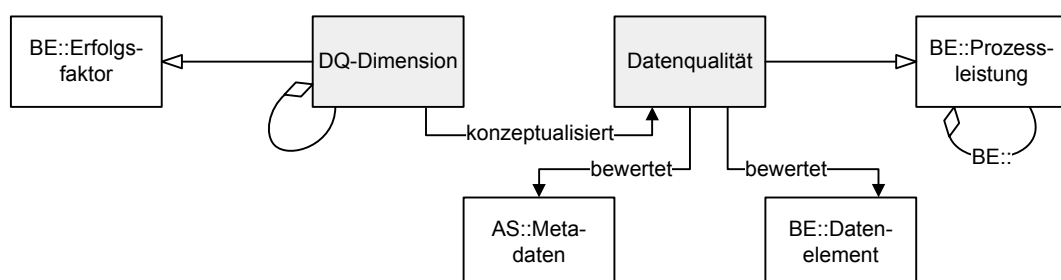 BE::Erfolgs-
faktor
DQ-Dimension
Datenqualität
BE::Prozess-
leistung
konzeptualisiert
BE::
bewertet
bewertet
AS::Meta-
daten
BE::Daten-
element